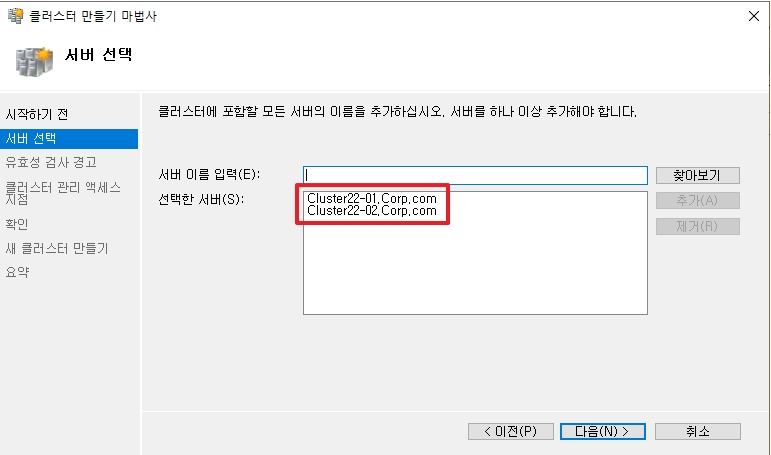 클러스터 만들기 마법사
서버 선택
시작하기 전
서버 선택
유효성 검사 경고
클러스터 관리 액세스
지점
확인
새 클러스터 만들기
요약
클러스터에 포함할 모든 서버의 이름을 추가하십시오. 서버를 하나 이상 추가해야 합니다.
서버 이름 입력(E):
찾아보기
선택한 서버(S):
Cluster22-01.Corp.com
Cluster22-02.Corp.com
추가(A)
제거(R)
< 이전(P)
다음(N) >
취소